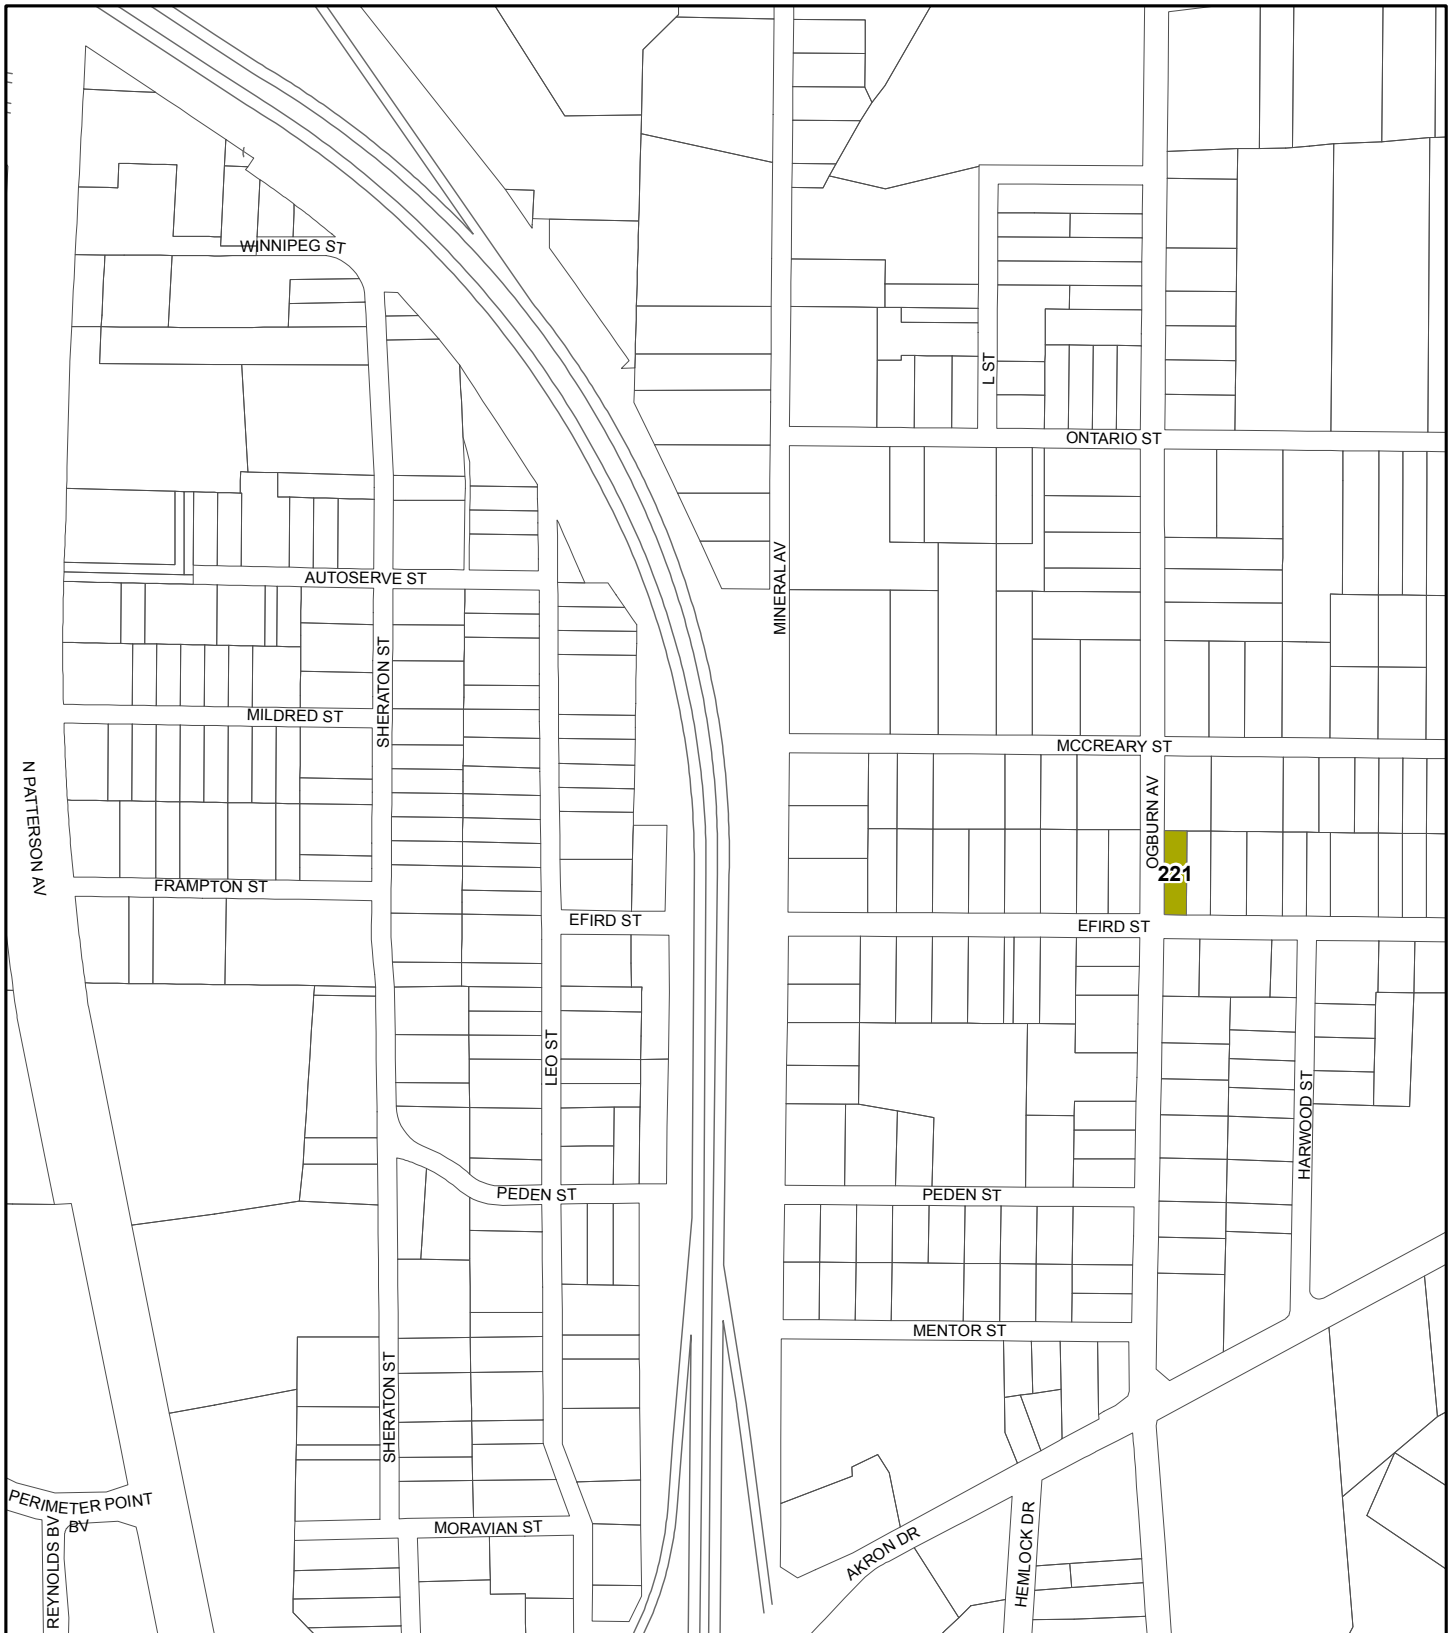 WINNIPEG ST
L ST
ONTARIO ST
MINERAL AV
AUTOSERVE ST
SHERATON ST
MILDRED ST
MCCREARY ST
N PATTERSON AV
OGBURN AV
221
FRAMPTON ST
EFIRD ST
EFIRD ST
LEO ST
HARWOOD ST
PEDEN ST
PEDEN ST
MENTOR ST
SHERATON ST
PERIMETER POINT
BV
REYNOLDS BV
MORAVIAN ST
AKRON DR
HEMLOCK DR